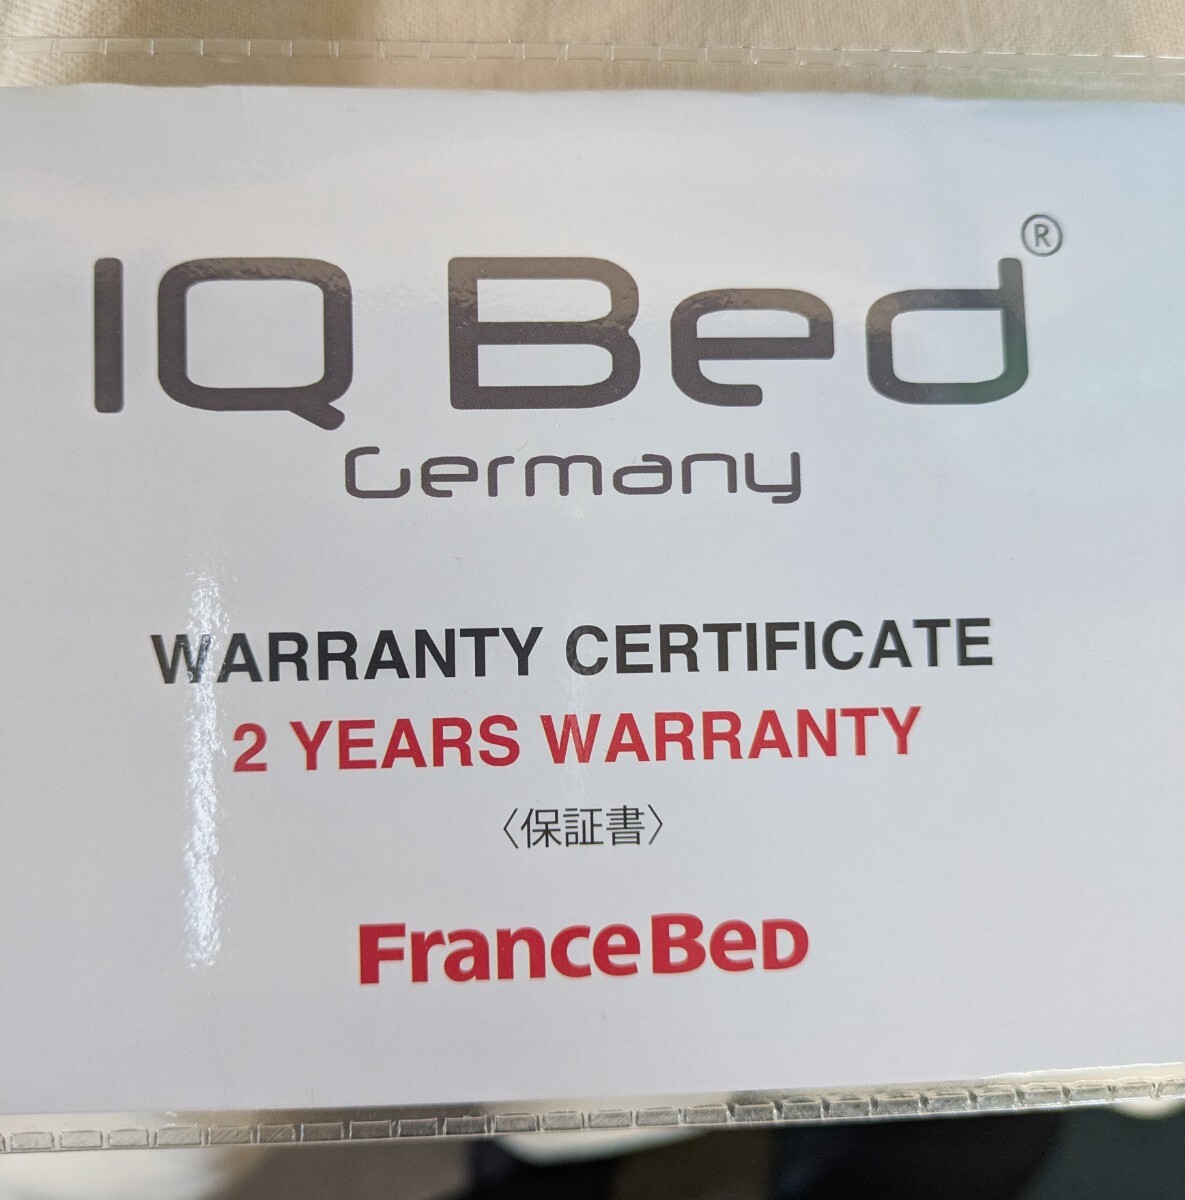 IQ Bed®
Germany
WARRANTY CERTIFICATE
2 YEARS WARRANTY
〈保証書〉
FranceBeD